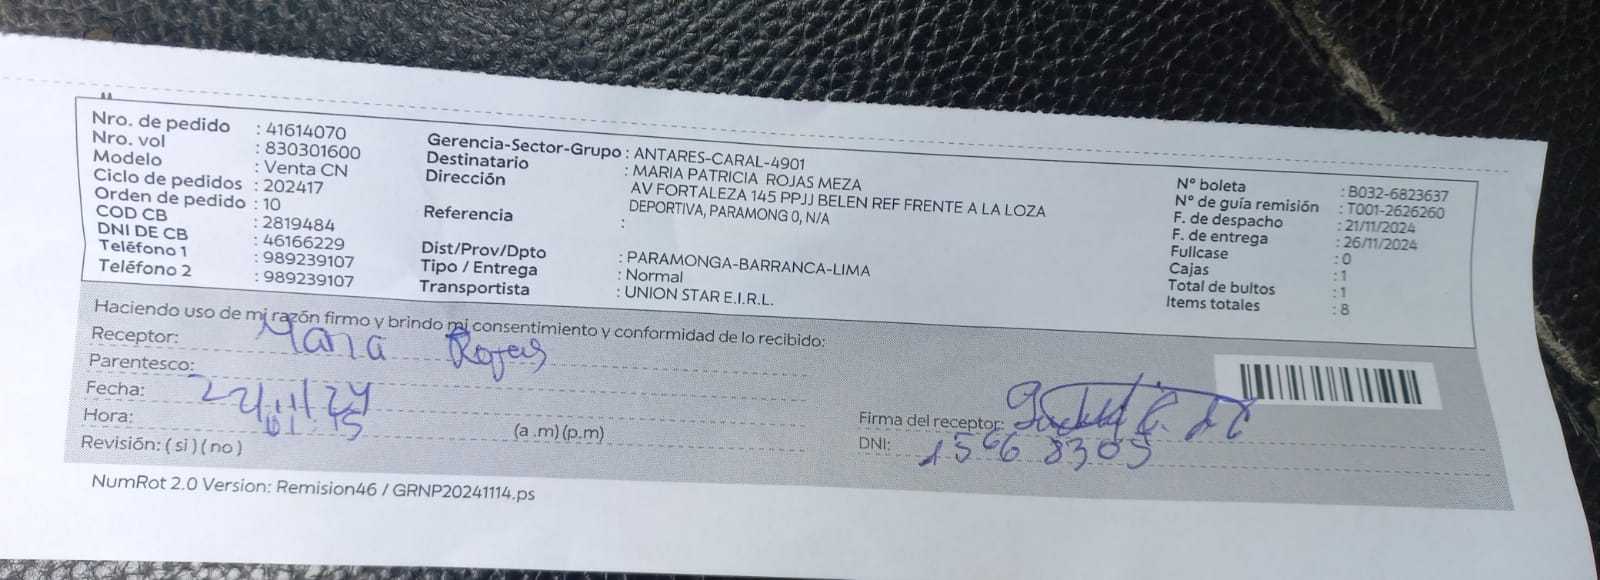 Nro. de pedido : 41614070
Nro. vol : 830301600
Modelo : Venta CN
Ciclo de pedidos : 202417
Orden de pedido : 10
COD CB : 2819484
DNI DE CB : 46166229
Teléfono 1 : 989239107
Teléfono 2 : 989239107
Gerencia-Sector-Grupo : ANTARES-CARAL-4901
Destinatario : MARIA PATRICIA ROJAS MEZA
Dirección AV FORTALEZA 145 PPJJ BELEN REF FRENTE A LA LOZA
DEPORTIVA, PARAMONG 0, N/A
Referencia :
Dist/Prov/Dpto : PARAMONGA-BARRANCA-LIMA
Tipo / Entrega : Normal
Transportista : UNION STAR E.I.R.L.
N° boleta : B032-6823637
N° de guía remisión : T001-2626260
F. de despacho : 21/11/2024
F. de entrega : 26/11/2024
Fullcase : 0
Cajas : 1
Total de bultos : 1
Items totales : 8
Haciendo uso de mi razón firmo y brindo mi consentimiento y conformidad de lo recibido:
Receptor: Maria Rojas
Parentesco:
Fecha: 22/11/24
Hora: 01:15 (a .m) (p.m)
Revisión: ( si ) ( no )
Firma del receptor:
DNI: 15668305
NumRot 2.0 Version: Remision46 / GRNP20241114.ps